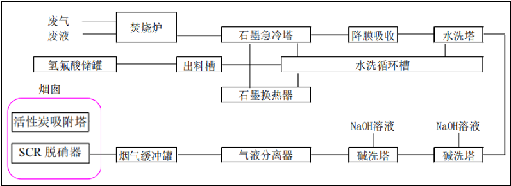 废气
废液
焚烧炉
石墨急冷塔
降膜吸收
水洗塔
氢氟酸储罐
出料槽
水洗循环槽
石墨换热器
烟囱
活性炭吸附塔
SCR 脱硝器
烟气缓冲罐
气液分离器
NaOH溶液
碱洗塔
NaOH溶液
碱洗塔